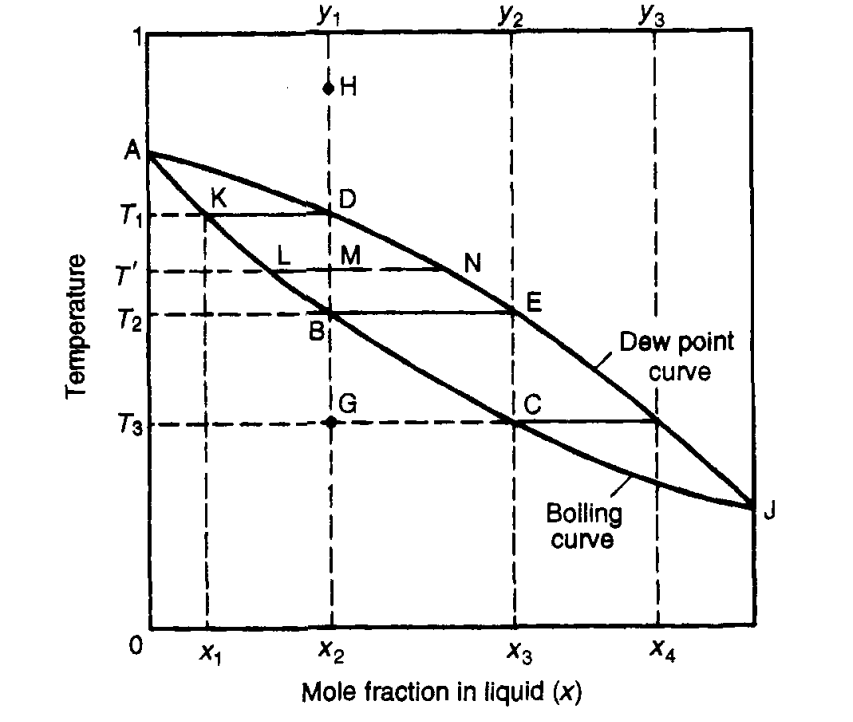 y₁ y₂ y₃
1
H
A
K D
T₁
L M N
T′
E
T₂
B
Dew point
curve
G C
T₃
J
Boiling
curve
Temperature
0
x₁ x₂ x₃ x₄
Mole fraction in liquid (x)